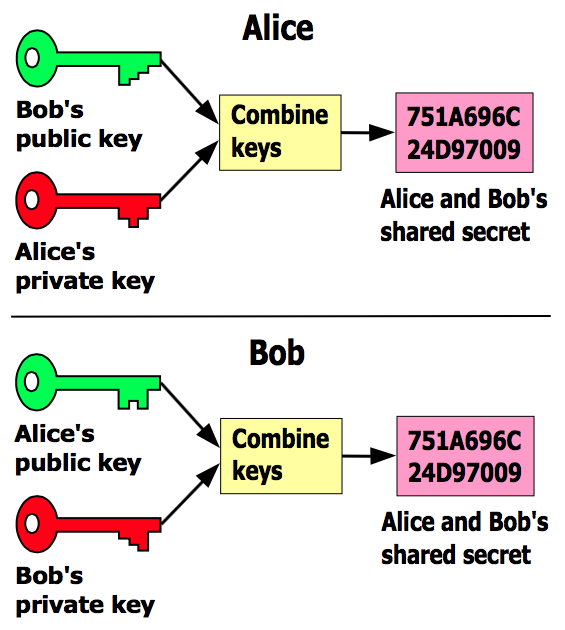 Alice
Bob's
public key
Combine
keys
751A696C
24D97009
Alice and Bob's
shared secret
Alice's
private key
Bob
Alice's
public key
Combine
keys
751A696C
24D97009
Alice and Bob's
shared secret
Bob's
private key